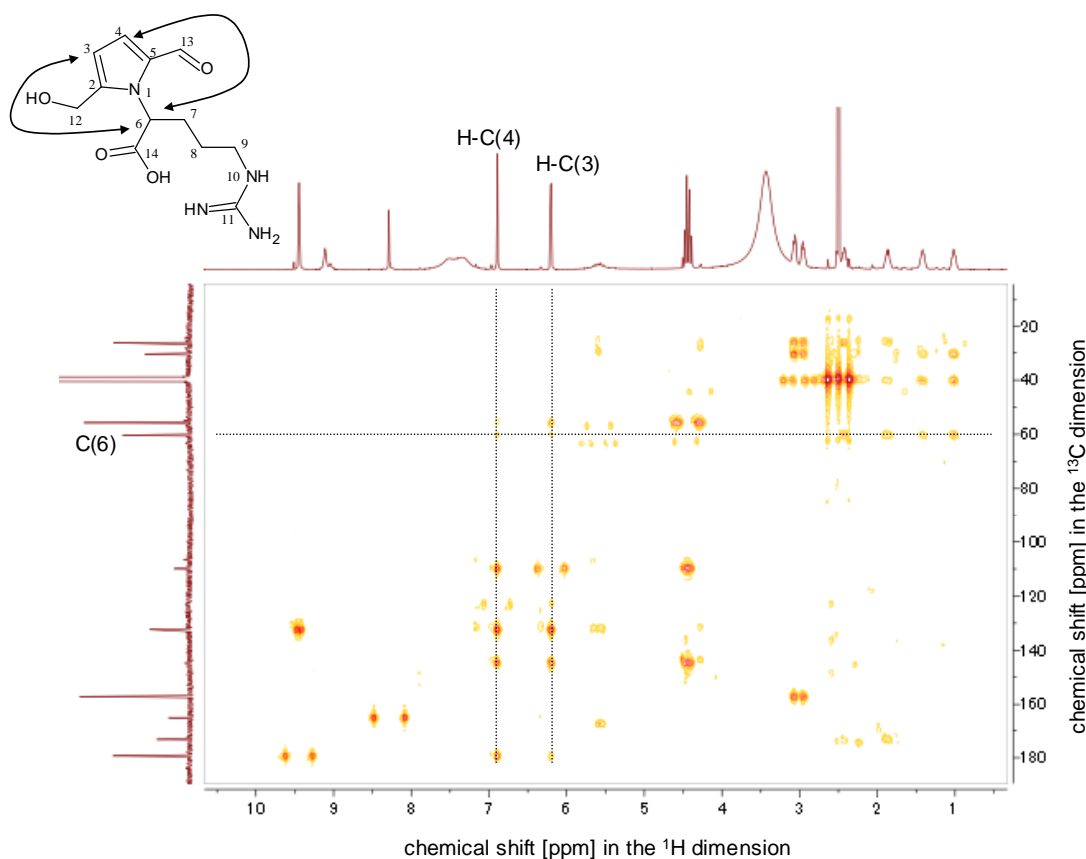 4
13
3
5
O
2
N
1
HO
12
7
6
9
8
O
14
OH
10
NH
HN
11
NH2
H-C(4)
H-C(3)
C(6)
20
40
60
80
100
120
140
160
180
chemical shift [ppm] in the 13C dimension
10 9 8 7 6 5 4 3 2 1
chemical shift [ppm] in the 1H dimension